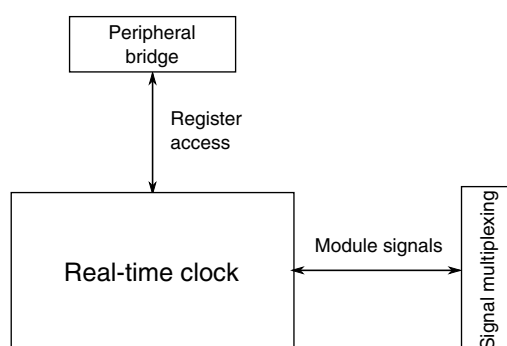 Peripheral
bridge
Register
access
Real-time clock
Module signals
Signal multiplexing